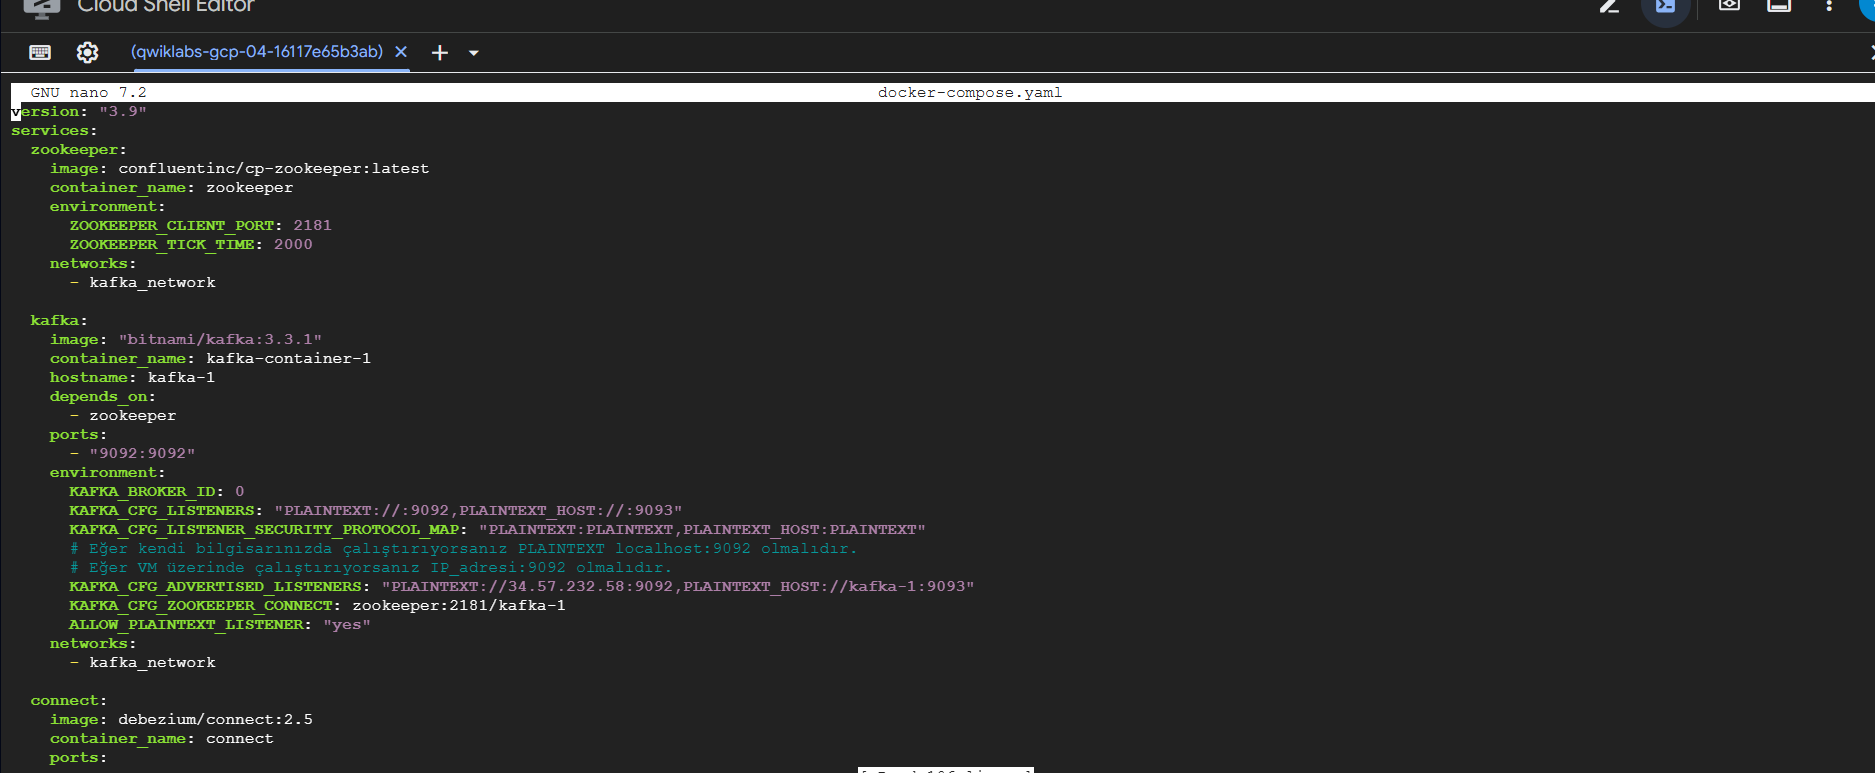 Cloud Shell Editor
(qwiklabs-gcp-04-16117e65b3ab)
GNU nano 7.2 docker-compose.yaml
version: "3.9"
services:
  zookeeper:
    image: confluentinc/cp-zookeeper:latest
    container_name: zookeeper
    environment:
      ZOOKEEPER_CLIENT_PORT: 2181
      ZOOKEEPER_TICK_TIME: 2000
    networks:
      - kafka_network
  kafka:
    image: "bitnami/kafka:3.3.1"
    container_name: kafka-container-1
    hostname: kafka-1
    depends_on:
      - zookeeper
    ports:
      - "9092:9092"
    environment:
      KAFKA_BROKER_ID: 0
      KAFKA_CFG_LISTENERS: "PLAINTEXT://:9092,PLAINTEXT_HOST://:9093"
      KAFKA_CFG_LISTENER_SECURITY_PROTOCOL_MAP: "PLAINTEXT:PLAINTEXT,PLAINTEXT_HOST:PLAINTEXT"
      # Eğer kendi bilgisarınızda çalıştırıyorsanız PLAINTEXT localhost:9092 olmalıdır.
      # Eğer VM üzerinde çalıştırıyorsanız IP_adresi:9092 olmalıdır.
      KAFKA_CFG_ADVERTISED_LISTENERS: "PLAINTEXT://34.57.232.58:9092,PLAINTEXT_HOST://kafka-1:9093"
      KAFKA_CFG_ZOOKEEPER_CONNECT: zookeeper:2181/kafka-1
      ALLOW_PLAINTEXT_LISTENER: "yes"
    networks:
      - kafka_network
  connect:
    image: debezium/connect:2.5
    container_name: connect
    ports: